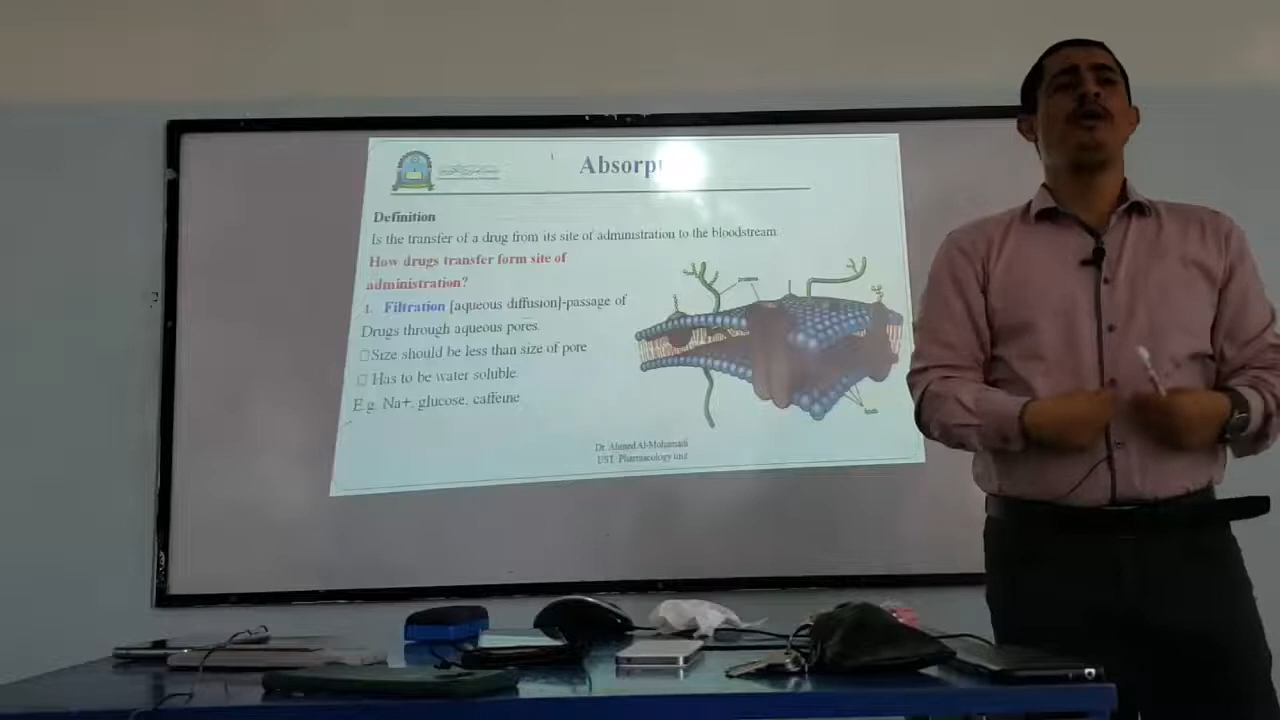 Absorp
Definition
Is the transfer of a drug from its site of administration to the bloodstream.
How drugs transfer form site of
administration?
1. Filtration [aqueous diffusion]-passage of
Drugs through aqueous pores.
Size should be less than size of pore
Has to be water soluble.
E.g. Na+, glucose, caffeine
Dr. Ahmed Al-Mohamadi
UST, Pharmacology unit